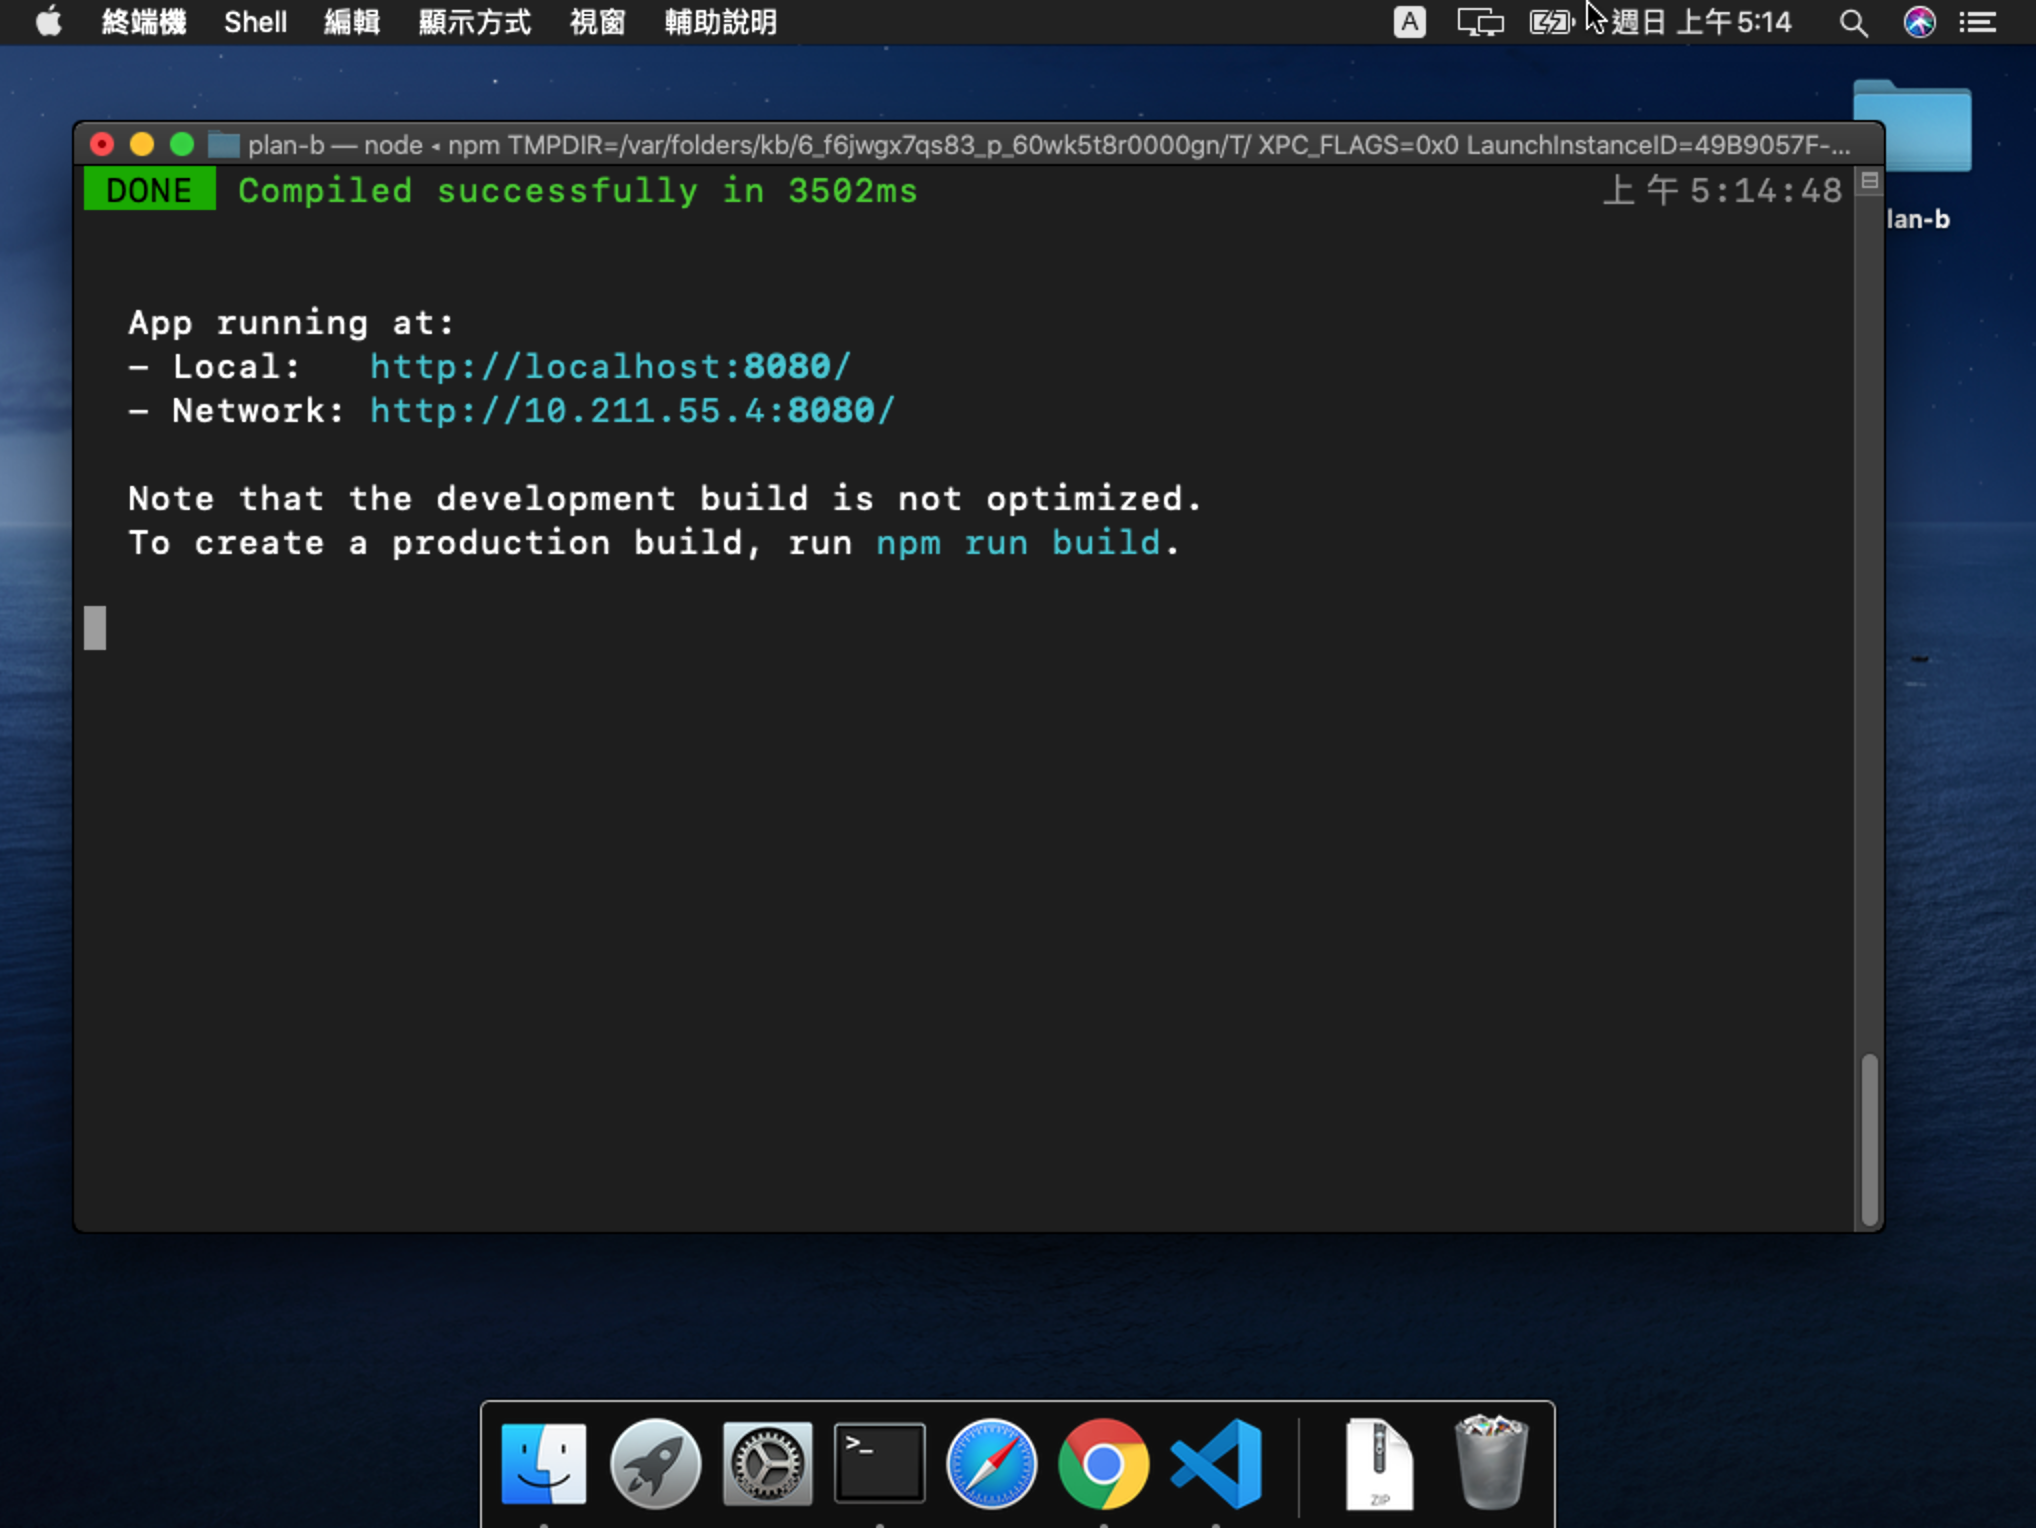 終端機 Shell 編輯 顯示方式 視窗 輔助說明 A 週日 上午5:14
plan-b — node ◂ npm TMPDIR=/var/folders/kb/6_f6jwgx7qs83_p_60wk5t8r0000gn/T/ XPC_FLAGS=0x0 LaunchInstanceID=49B9057F-...
DONE Compiled successfully in 3502ms 上午5:14:48
lan-b
App running at:
– Local: http://localhost:8080/
– Network: http://10.211.55.4:8080/
Note that the development build is not optimized.
To create a production build, run npm run build.
>_
ZIP